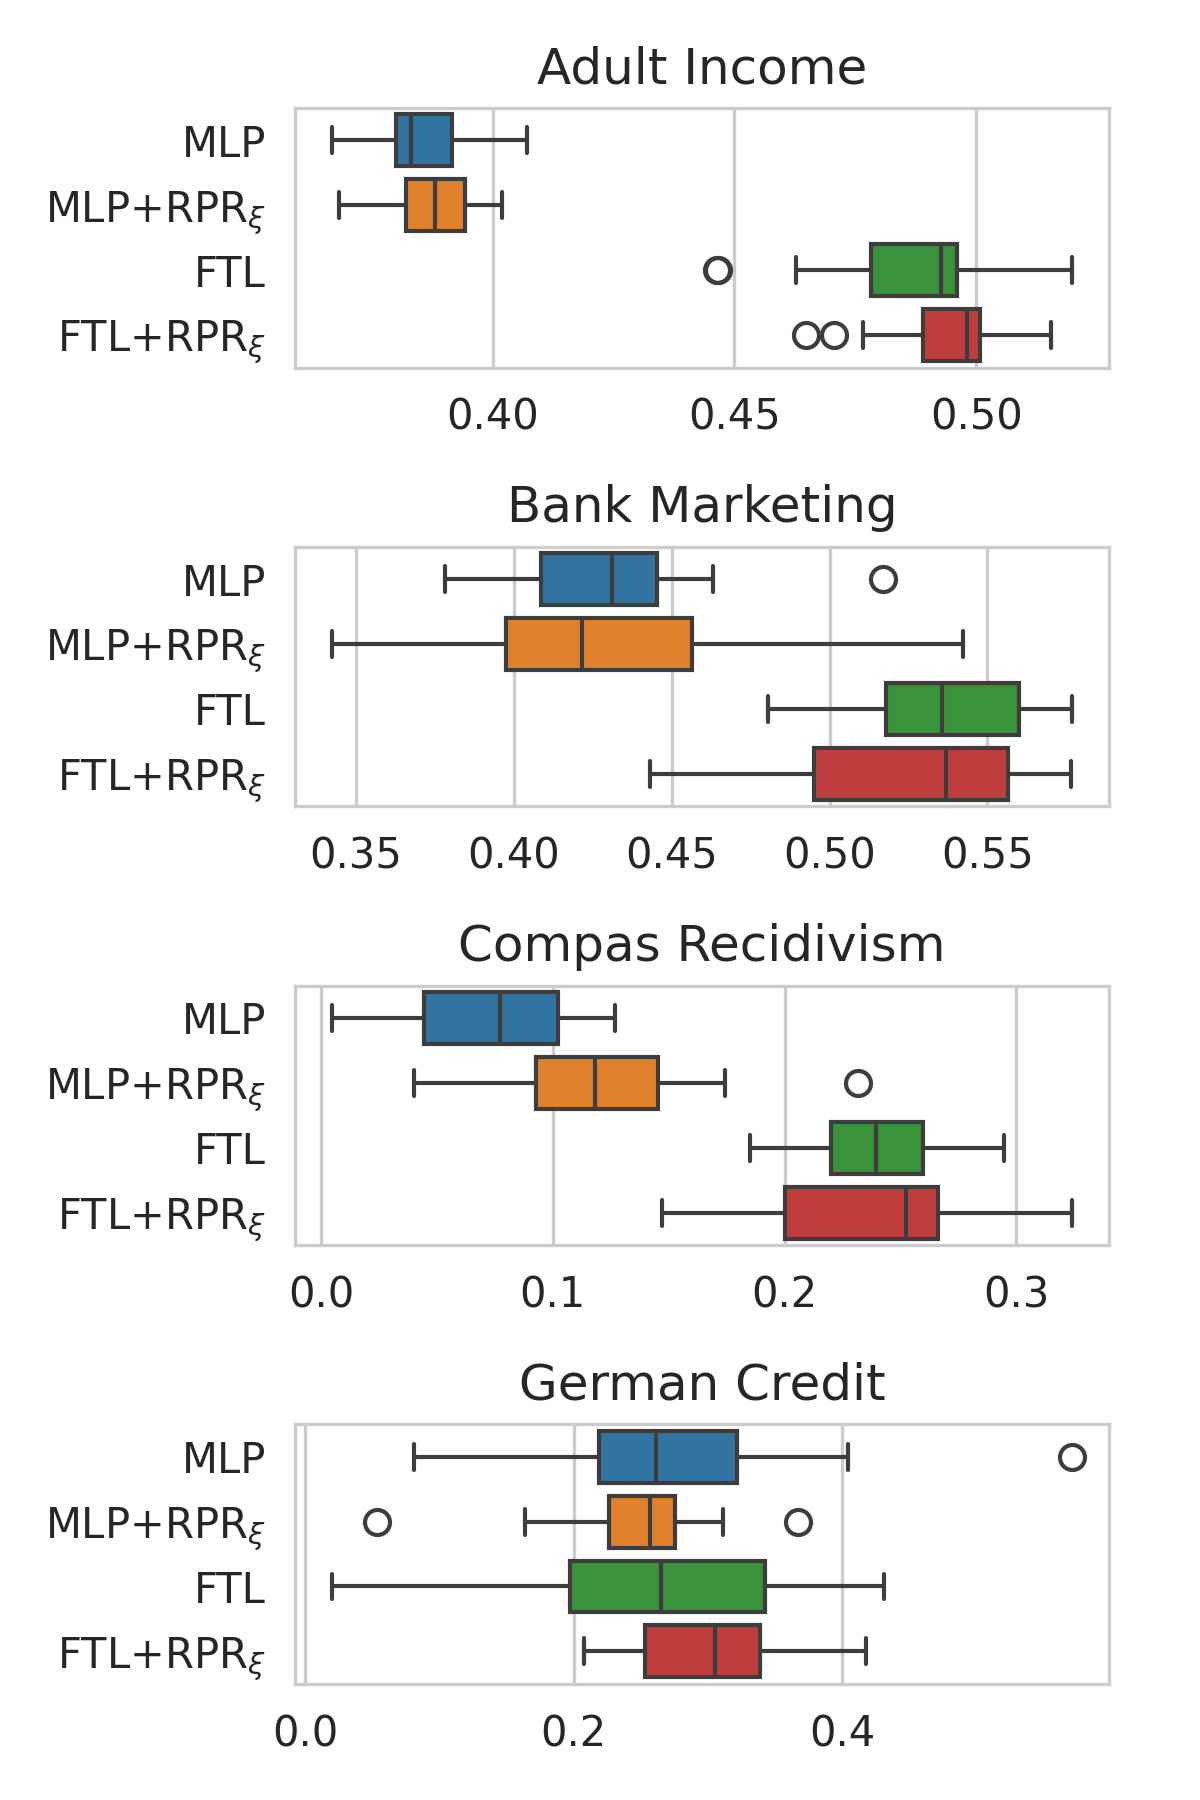 Adult Income
MLP
MLP+RPRξ
FTL
FTL+RPRξ
0.40 0.45 0.50
Bank Marketing
MLP
MLP+RPRξ
FTL
FTL+RPRξ
0.35 0.40 0.45 0.50 0.55
Compas Recidivism
MLP
MLP+RPRξ
FTL
FTL+RPRξ
0.0 0.1 0.2 0.3
German Credit
MLP
MLP+RPRξ
FTL
FTL+RPRξ
0.0 0.2 0.4